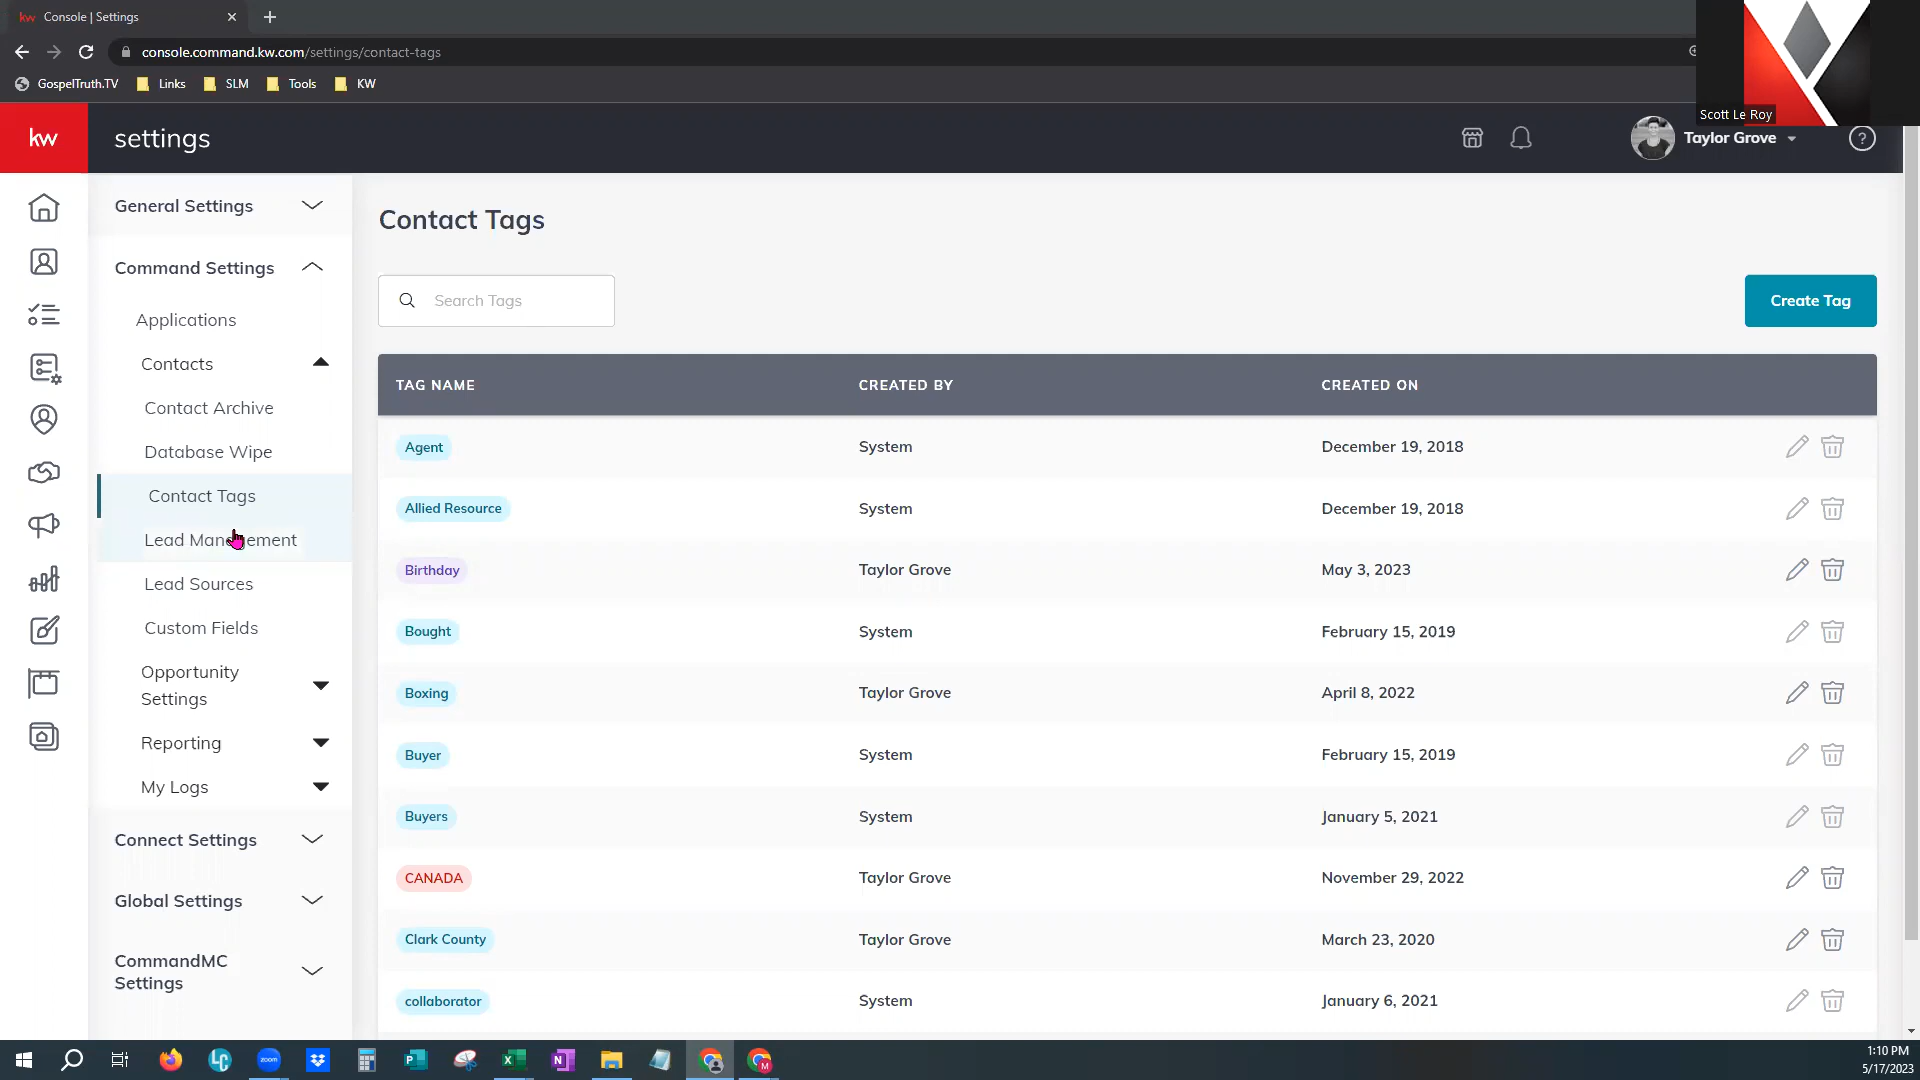 kw Console | Settings
console.command.kw.com/settings/contact-tags
GospelTruth.TV Links SLM Tools KW
Scott Le Roy
kw settings Taylor Grove ?
General Settings
Command Settings
Applications
Contacts
Contact Archive
Database Wipe
Contact Tags
Lead Management
Lead Sources
Custom Fields
Opportunity
Settings
Reporting
My Logs
Connect Settings
Global Settings
CommandMC
Settings
Contact Tags
Search Tags
Create Tag
TAG NAME CREATED BY CREATED ON
Agent System December 19, 2018
Allied Resource System December 19, 2018
Birthday Taylor Grove May 3, 2023
Bought System February 15, 2019
Boxing Taylor Grove April 8, 2022
Buyer System February 15, 2019
Buyers System January 5, 2021
CANADA Taylor Grove November 29, 2022
Clark County Taylor Grove March 23, 2020
collaborator System January 6, 2021
LC zoom P X N M
1:10 PM
5/17/2023